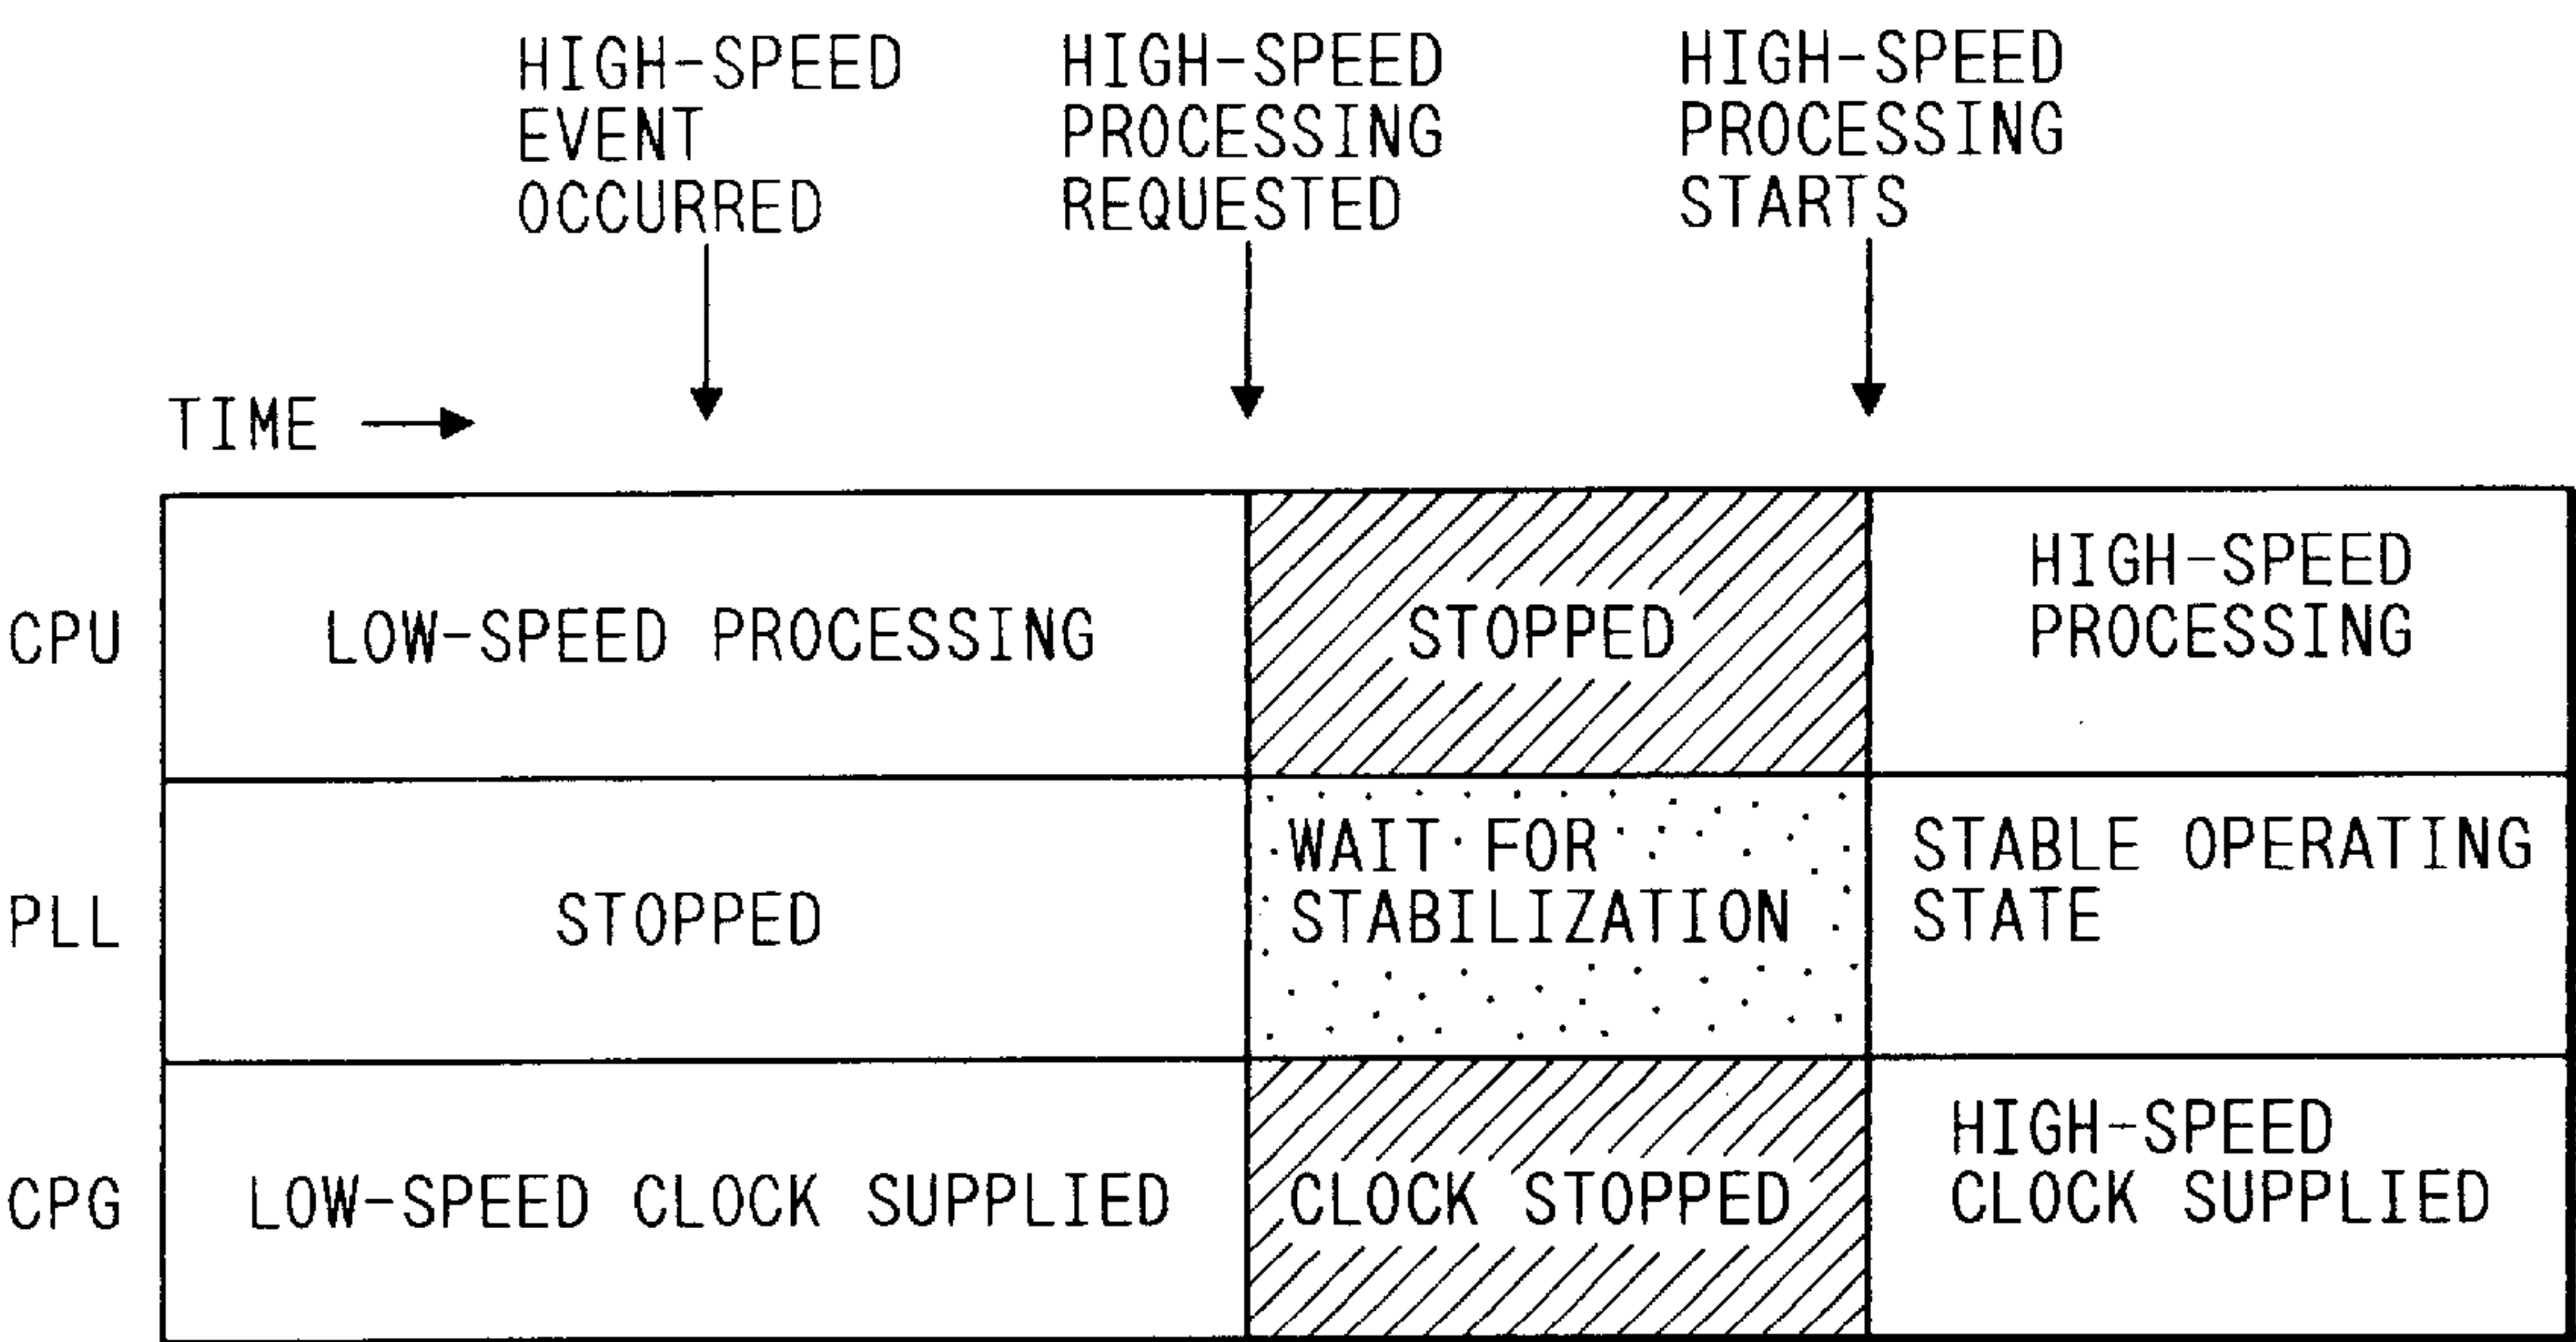 HIGH-SPEED
EVENT
OCCURRED
HIGH-SPEED
PROCESSING
REQUESTED
HIGH-SPEED
PROCESSING
STARTS
TIME
CPU
LOW-SPEED PROCESSING
STOPPED
HIGH-SPEED
PROCESSING
PLL
STOPPED
WAIT FOR
STABILIZATION
STABLE OPERATING
STATE
CPG
LOW-SPEED CLOCK SUPPLIED
CLOCK STOPPED
HIGH-SPEED
CLOCK SUPPLIED